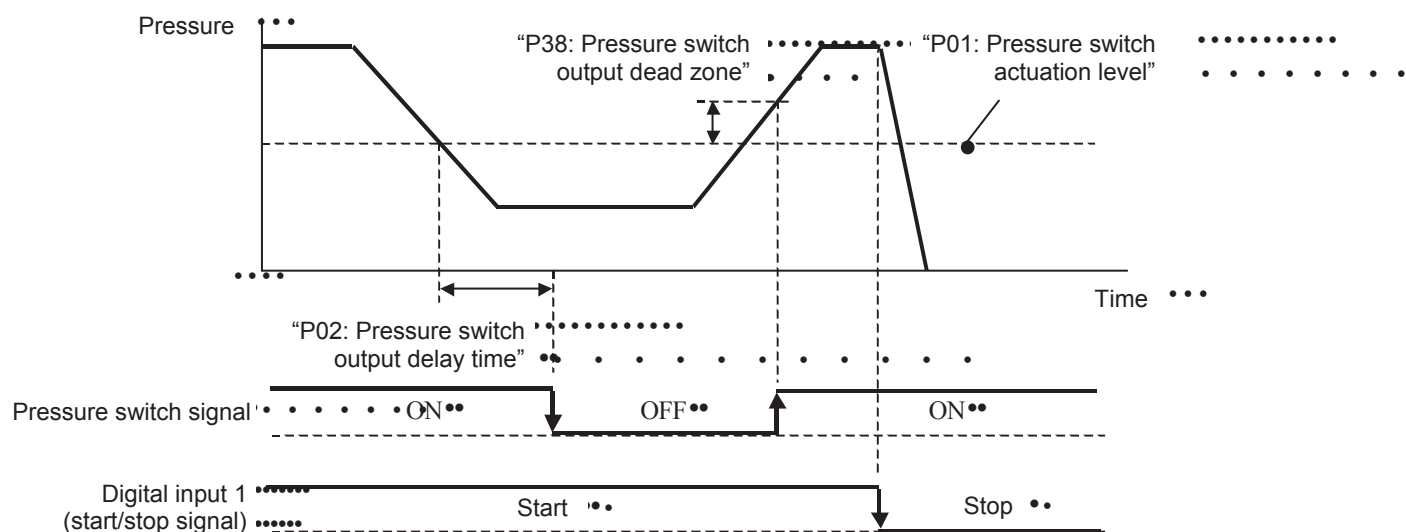 Pressure
“P38: Pressure switch
output dead zone”
“P01: Pressure switch
actuation level”
Time
“P02: Pressure switch
output delay time”
Pressure switch signal
ON
OFF
ON
Digital input 1
(start/stop signal)
Start
Stop